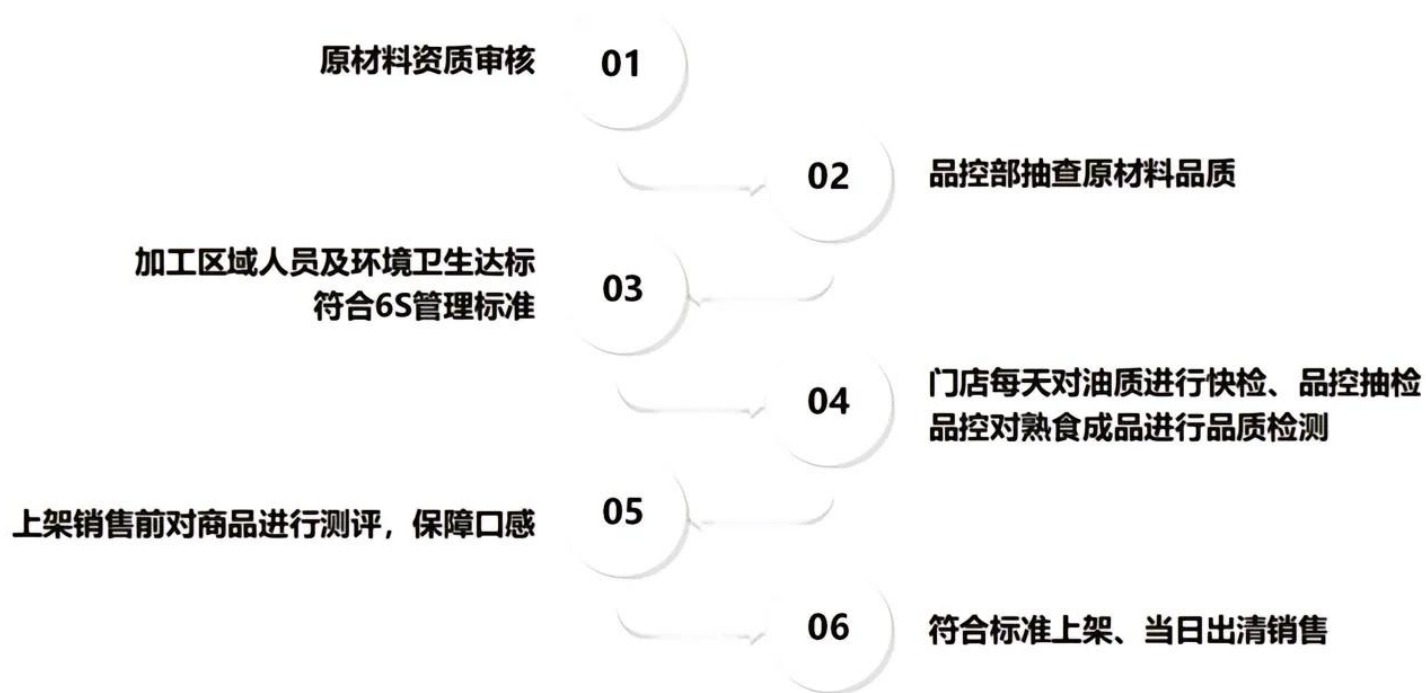 原材料资质审核
01
02
品控部抽查原材料品质
加工区域人员及环境卫生达标
符合6S管理标准
03
04
门店每天对油质进行快检、品控抽检
品控对熟食成品进行品质检测
上架销售前对商品进行测评，保障口感
05
06
符合标准上架、当日出清销售